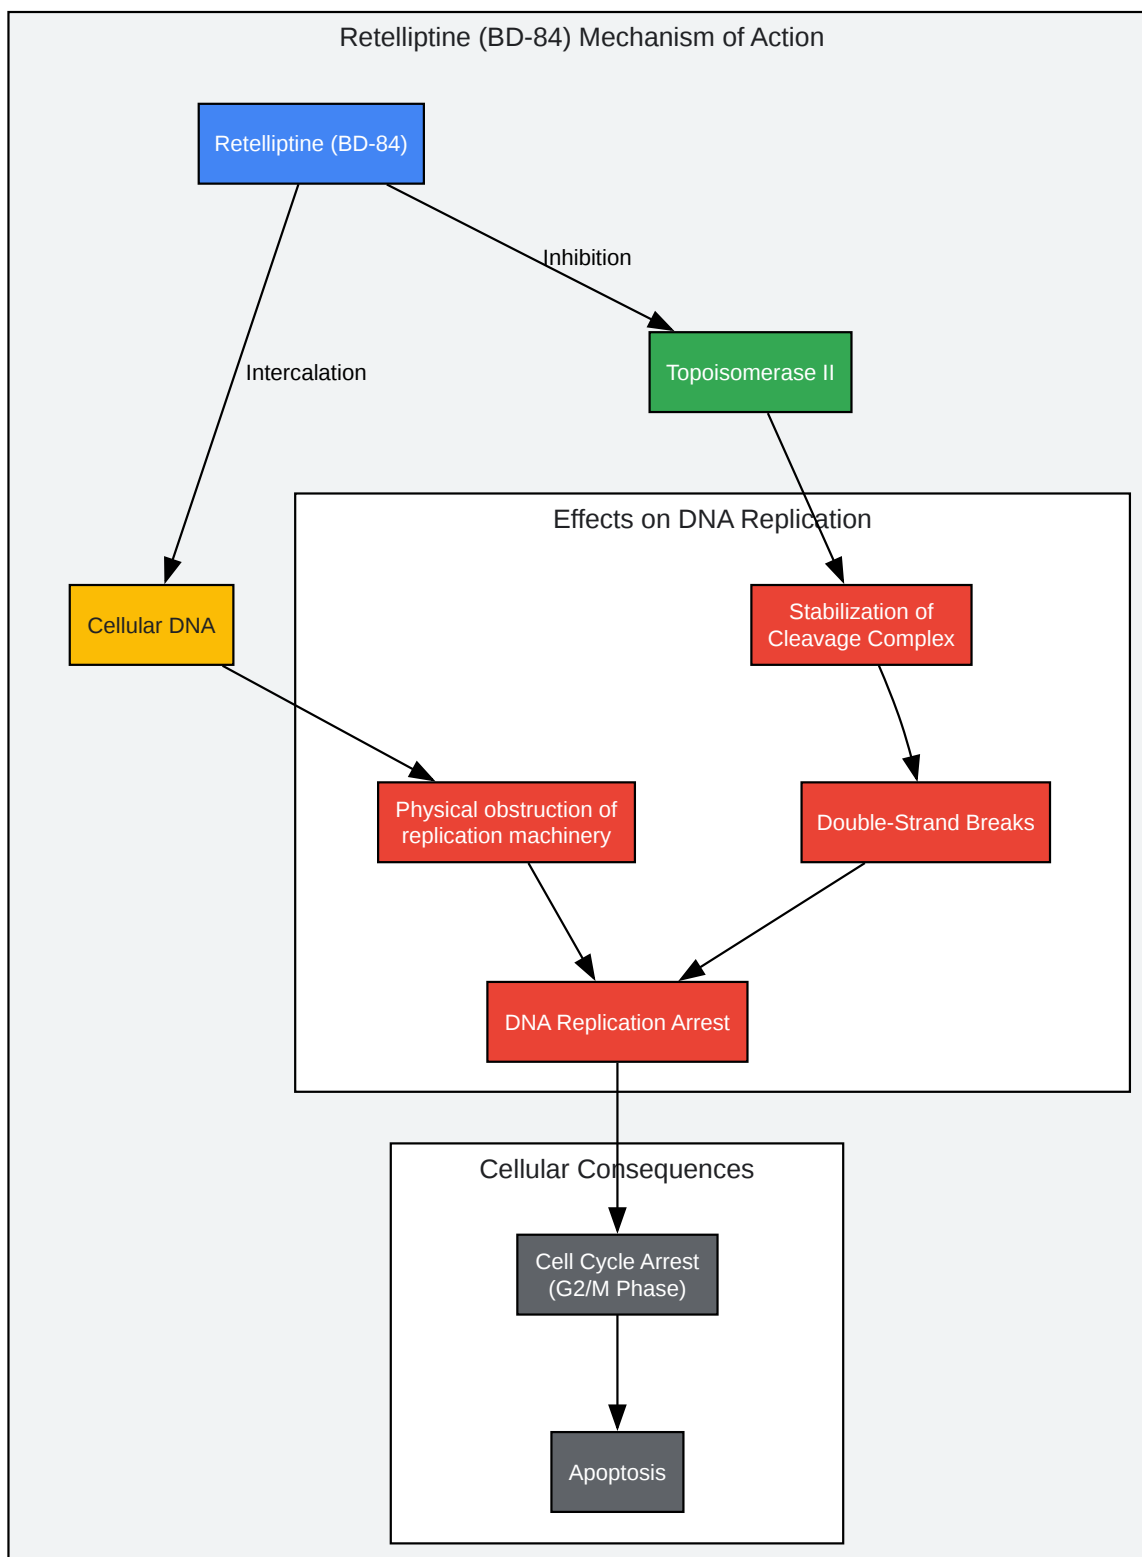 Retelliptine (BD-84) Mechanism of Action
Retelliptine (BD-84)
Inhibition
Intercalation
Topoisomerase II
Effects on DNA Replication
Cellular DNA
Stabilization of
Cleavage Complex
Physical obstruction of
replication machinery
Double-Strand Breaks
DNA Replication Arrest
Cellular Consequences
Cell Cycle Arrest
(G2/M Phase)
Apoptosis